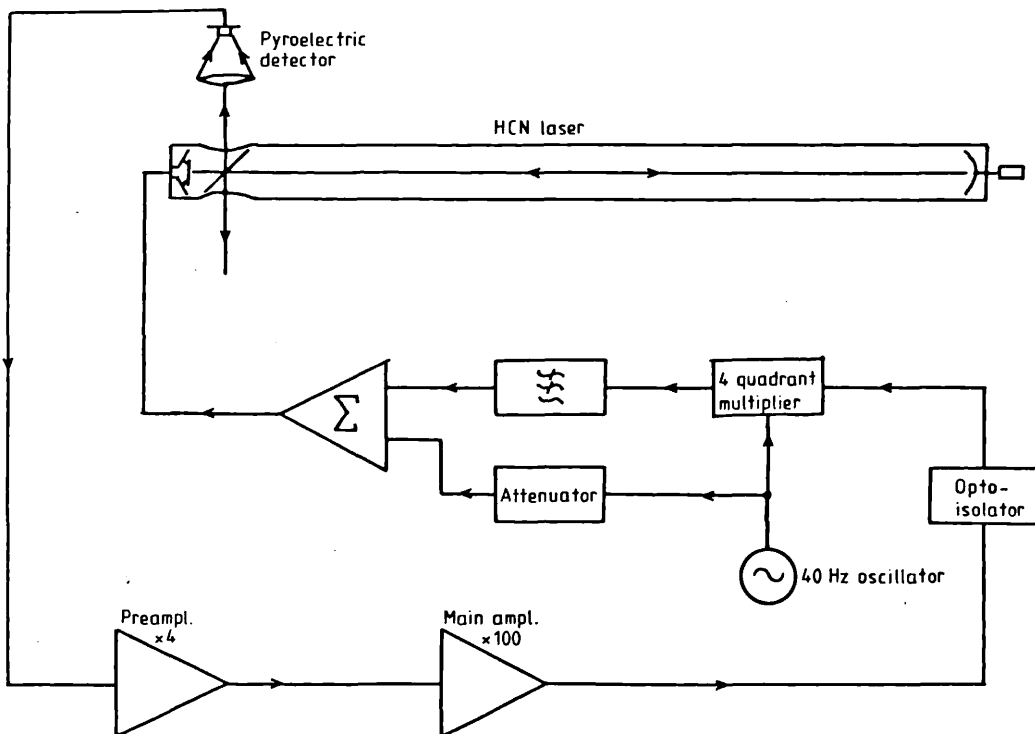 Pyroelectric
detector
HCN laser
Σ
4 quadrant
multiplier
Attenuator
Opto-
isolator
40 Hz oscillator
Preampl.
×4
Main ampl.
×100